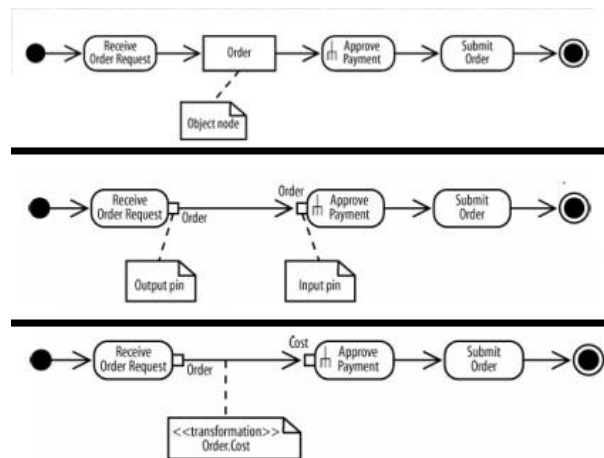 Receive
Order Request
Order
Approve
Payment
Submit
Order
Object node
Receive
Order Request
Order
Order
Approve
Payment
Submit
Order
Output pin
Input pin
Receive
Order Request
Order
Cost
Approve
Payment
Submit
Order
<<transformation>>
Order.Cost